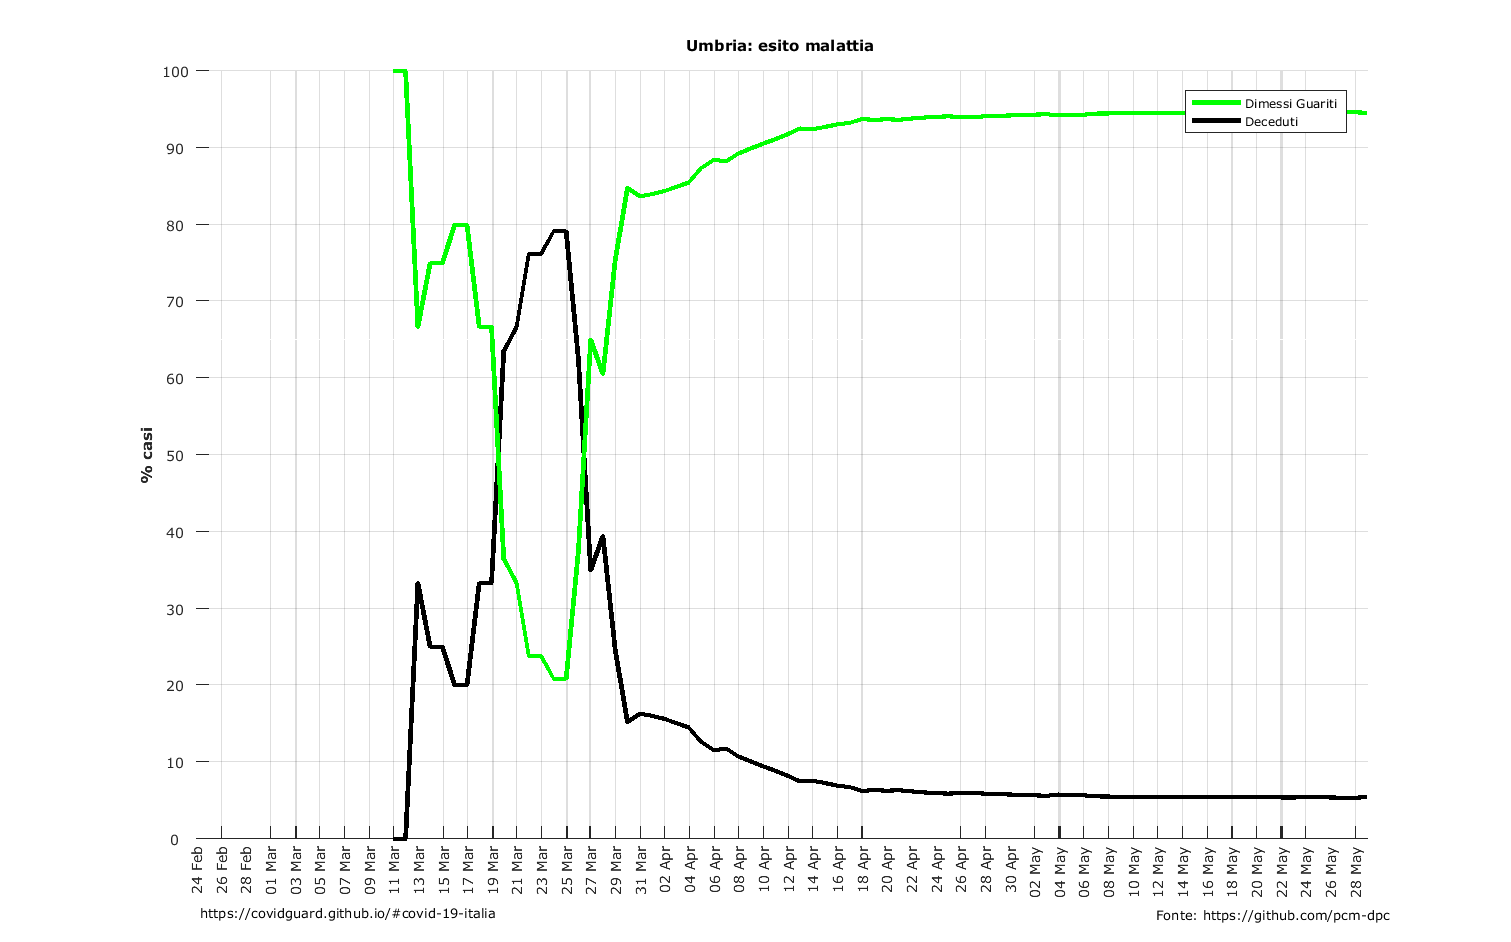 Umbria: esito malattia
Dimessi Guariti
Deceduti
% casi
100
90
80
70
60
50
40
30
20
10
0
24 Feb
26 Feb
28 Feb
01 Mar
03 Mar
05 Mar
07 Mar
09 Mar
11 Mar
13 Mar
15 Mar
17 Mar
19 Mar
21 Mar
23 Mar
25 Mar
27 Mar
29 Mar
31 Mar
02 Apr
04 Apr
06 Apr
08 Apr
10 Apr
12 Apr
14 Apr
16 Apr
18 Apr
20 Apr
22 Apr
24 Apr
26 Apr
28 Apr
30 Apr
02 May
04 May
06 May
08 May
10 May
12 May
14 May
16 May
18 May
20 May
22 May
24 May
26 May
28 May
https://covidguard.github.io/#covid-19-italia
Fonte: https://github.com/pcm-dpc